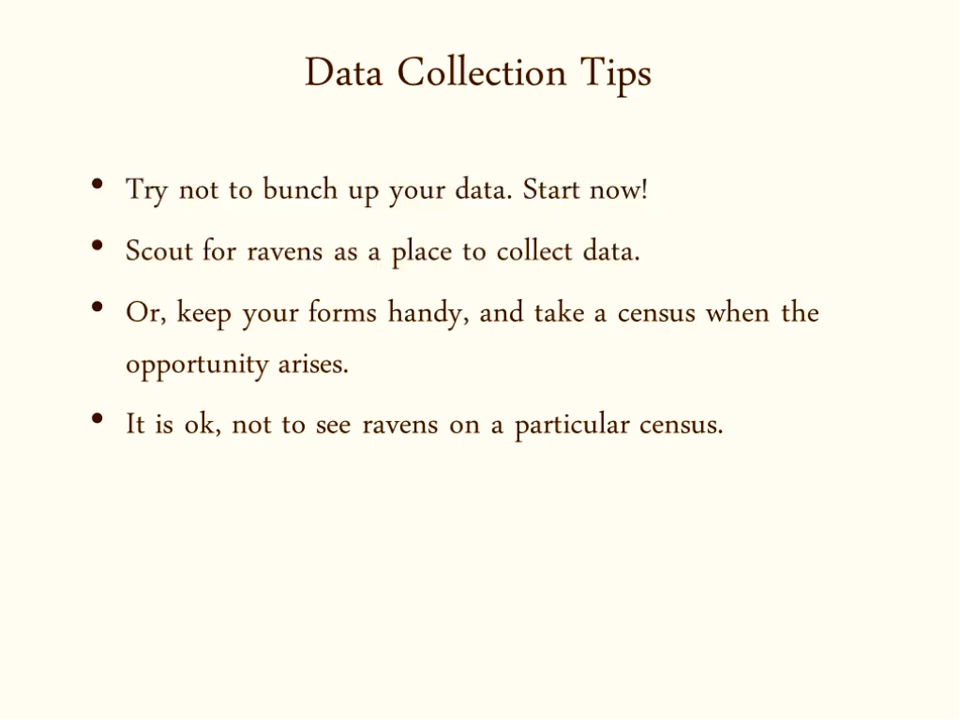 Data Collection Tips
• Try not to bunch up your data. Start now!
• Scout for ravens as a place to collect data.
• Or, keep your forms handy, and take a census when the
opportunity arises.
• It is ok, not to see ravens on a particular census.